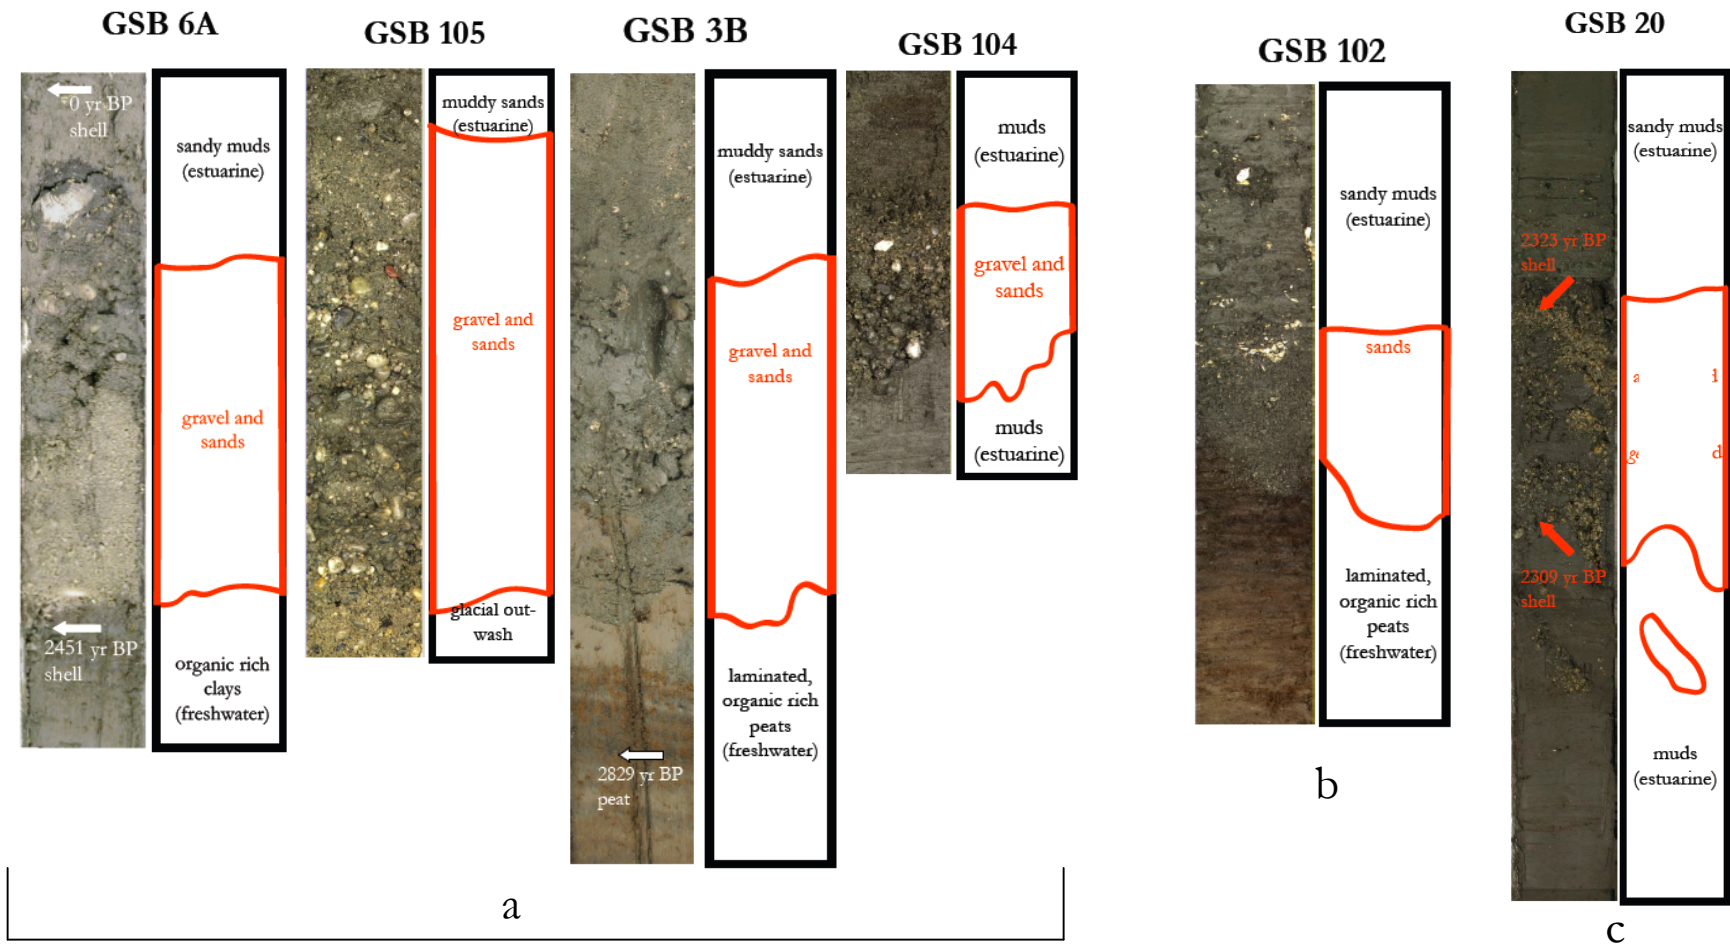 GSB 6A
0 yr BP
shell
2451 yr BP
shell
sandy muds
(estuarine)
gravel and
sands
organic rich
clays
(freshwater)
GSB 105
muddy sands
(estuarine)
gravel and
sands
glacial out-
wash
GSB 3B
2829 yr BP
peat
muddy sands
(estuarine)
gravel and
sands
laminated,
organic rich
peats
(freshwater)
GSB 104
muds
(estuarine)
gravel and
sands
muds
(estuarine)
a
GSB 102
sandy muds
(estuarine)
sands
laminated,
organic rich
peats
(freshwater)
b
GSB 20
2323 yr BP
shell
2309 yr BP
shell
sandy muds
(estuarine)
muds
(estuarine)
c